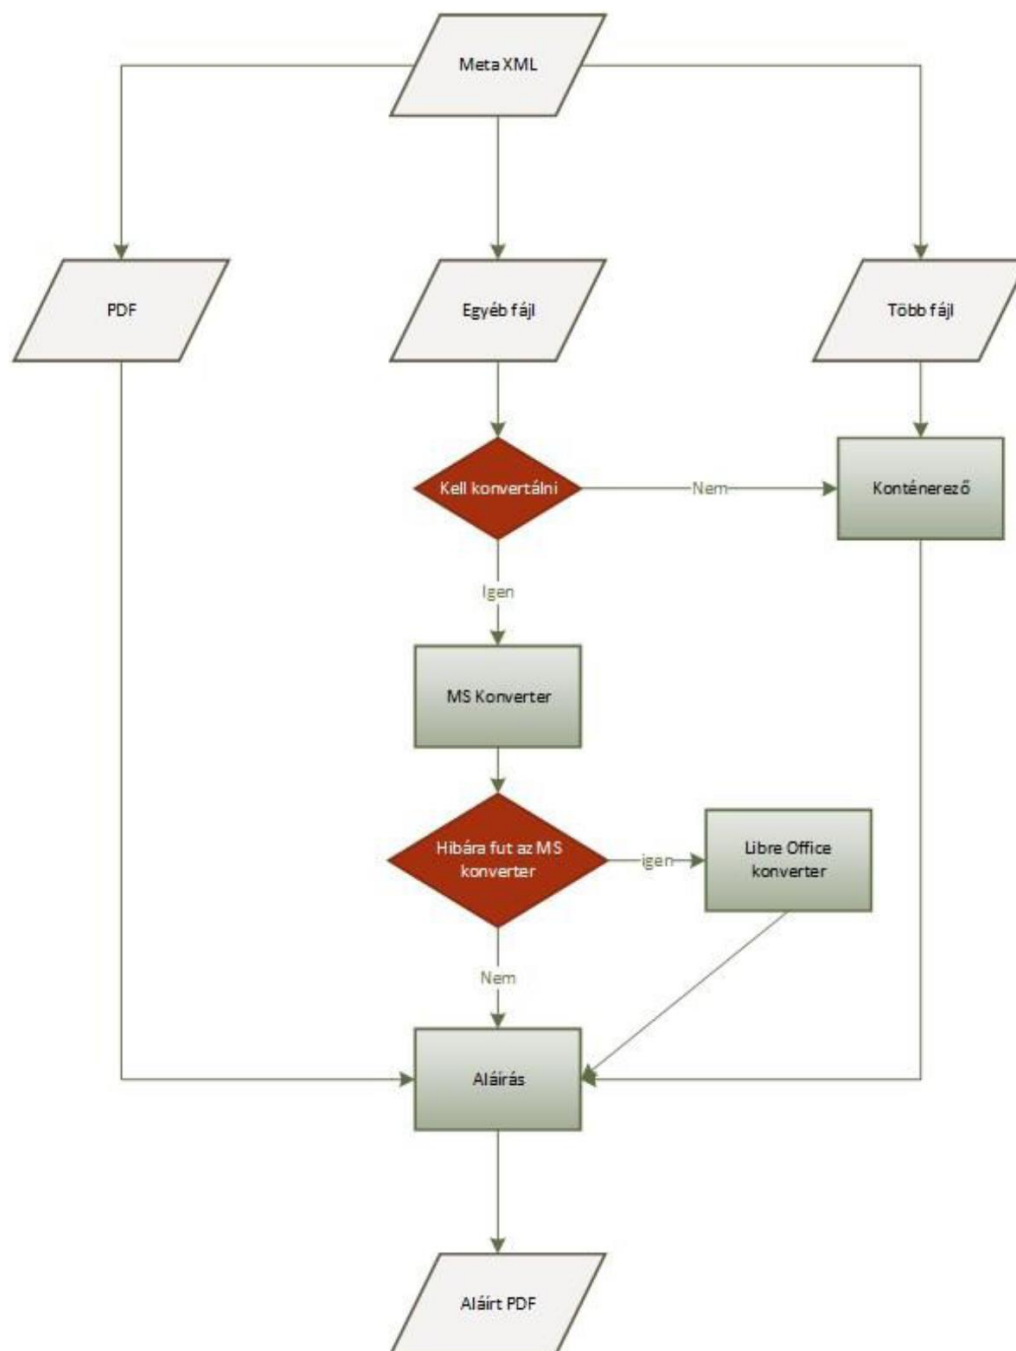 Meta XML
PDF
Egyéb fájl
Több fájl
Kell konvertálni
Nem
Konténerező
Igen
MS Konverter
Hibára fut az MS
konverter
igen
Libre Office
konverter
Nem
Aláírás
Aláírt PDF